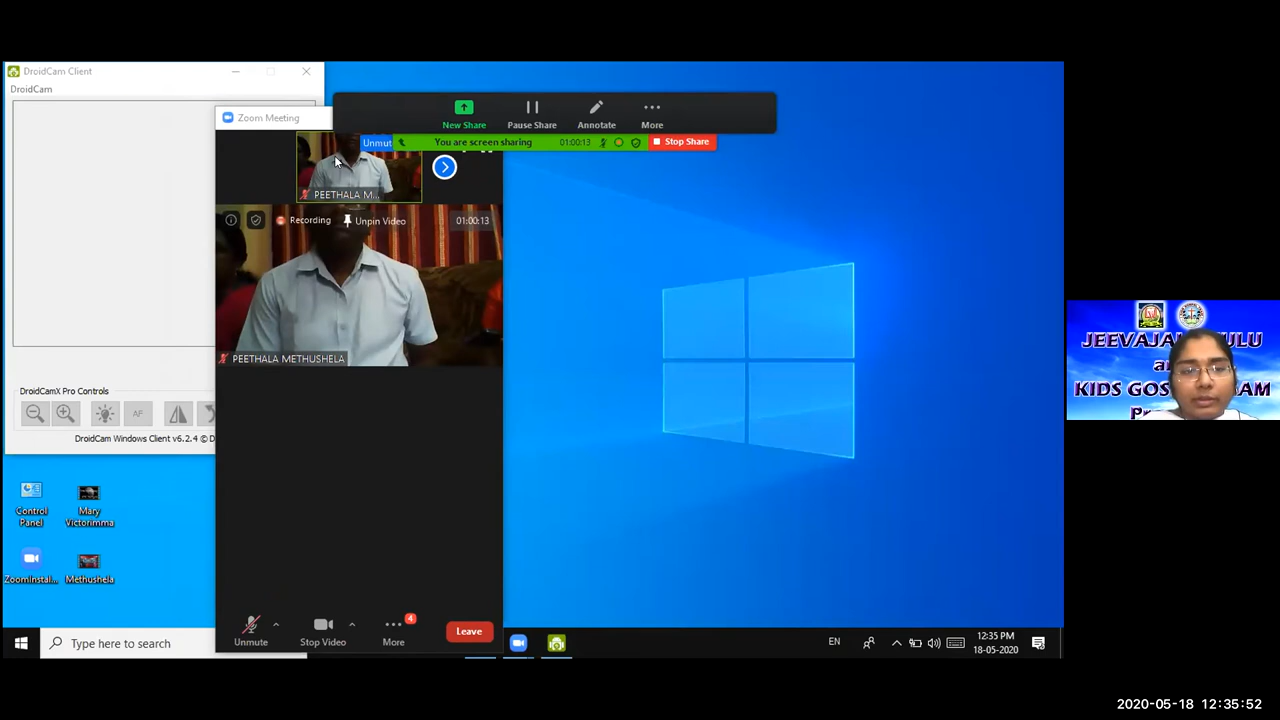 DroidCam Client
DroidCam
Zoom Meeting
New Share
Pause Share
Annotate
More
Unmut
You are screen sharing
01:00:13
Stop Share
PEETHALA M...
Recording
Unpin Video
01:00:13
PEETHALA METHUSHELA
DroidCamX Pro Controls
AF
DroidCam Windows Client v6.2.4 © D
Control
Panel
Mary
Victorimma
ZoomInstal...
Methushela
Unmute
Stop Video
4
More
Leave
Type here to search
EN
12:35 PM
18-05-2020
KIDS GOS
2020-05-18 12:35:52